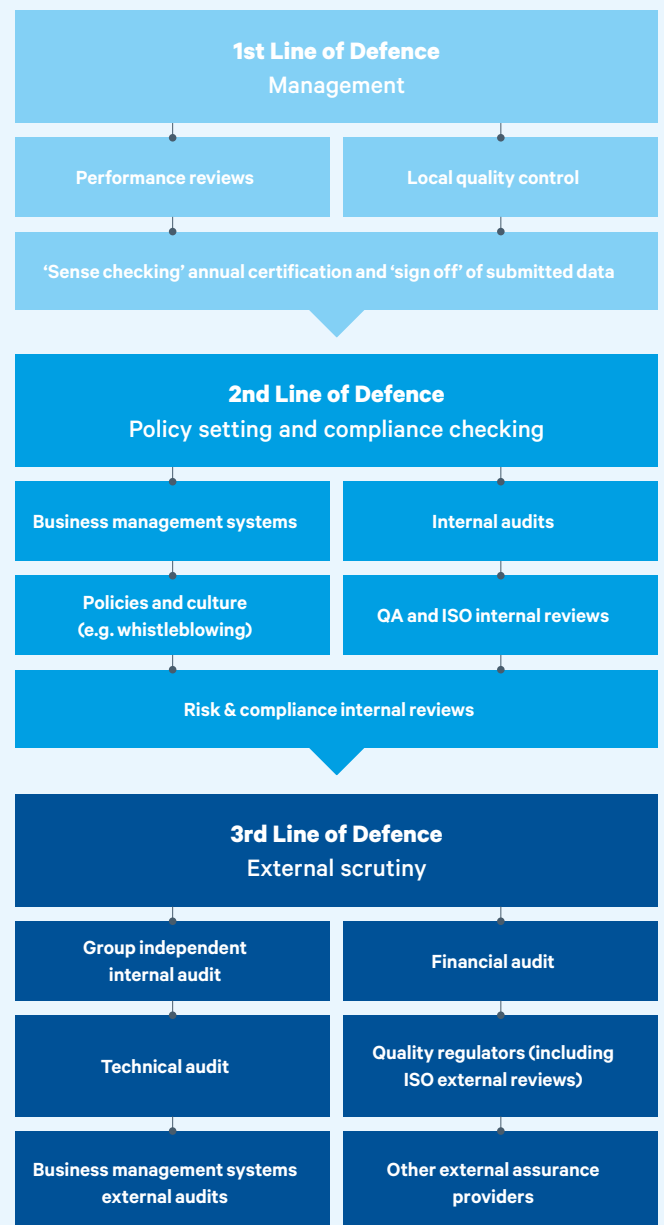 1st Line of Defence
Management
Performance reviews
Local quality control
‘Sense checking’ annual certification and ‘sign off’ of submitted data
2nd Line of Defence
Policy setting and compliance checking
Business management systems
Internal audits
Policies and culture
(e.g. whistleblowing)
QA and ISO internal reviews
Risk & compliance internal reviews
3rd Line of Defence
External scrutiny
Group independent
internal audit
Financial audit
Technical audit
Quality regulators (including
ISO external reviews)
Business management systems
external audits
Other external assurance
providers